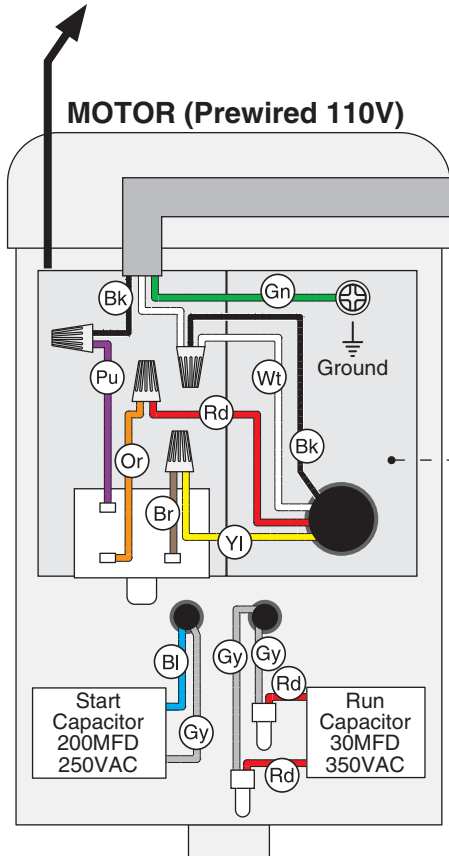 MOTOR (Prewired 110V)
Bk
Gn
Ground
Pu
Wt
Rd
Bk
Or
Br
Yl
Bl
Gy
Gy
Gy
Rd
Rd
Start
Capacitor
200MFD
250VAC
Run
Capacitor
30MFD
350VAC